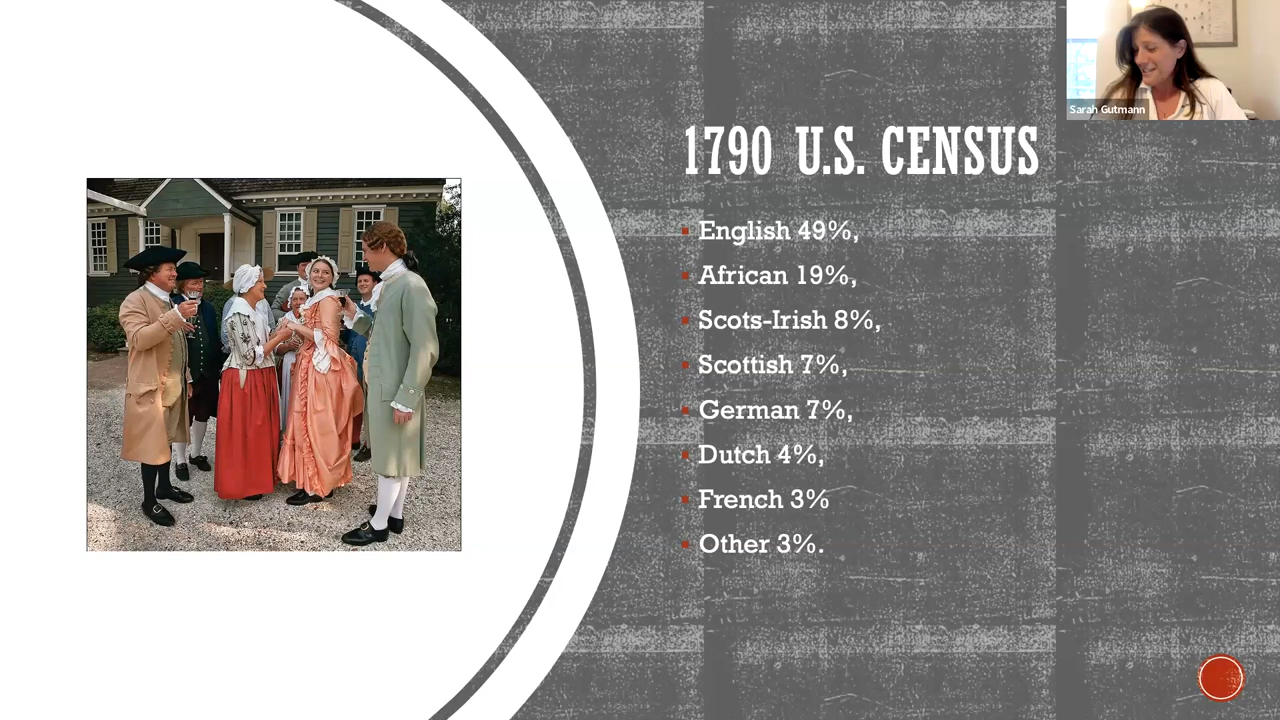 Sarah Gutmann
1790 U.S. CENSUS
English 49%,
African 19%,
Scots-Irish 8%,
Scottish 7%,
German 7%,
Dutch 4%,
French 3%
Other 3%.